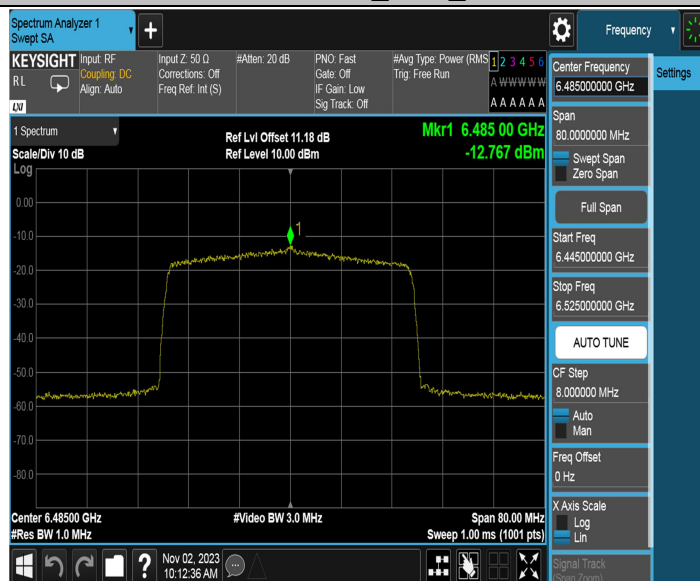 Spectrum Analyzer 1
Swept SA
+
Frequency
KEYSIGHT
R L
LXI
Input: RF
Coupling: DC
Align: Auto
Input Z: 50 Ω
Corrections: Off
Freq Ref: Int (S)
#Atten: 20 dB
PNO: Fast
Gate: Off
IF Gain: Low
Sig Track: Off
#Avg Type: Power (RMS
Trig: Free Run
1 2 3 4 5 6
A W W W W W
A A A A A A
1 Spectrum
Scale/Div 10 dB
Log
Ref Lvl Offset 11.18 dB
Ref Level 10.00 dBm
Mkr1 6.485 00 GHz
-12.767 dBm
0.00
-10.0
-20.0
-30.0
-40.0
-50.0
-60.0
-70.0
-80.0
1
Center 6.48500 GHz
#Res BW 1.0 MHz
#Video BW 3.0 MHz
Span 80.00 MHz
Sweep 1.00 ms (1001 pts)
Nov 02, 2023
10:12:36 AM
?
Settings
Center Frequency
6.485000000 GHz
Span
80.0000000 MHz
Swept Span
Zero Span
Full Span
Start Freq
6.445000000 GHz
Stop Freq
6.525000000 GHz
AUTO TUNE
CF Step
8.000000 MHz
Auto
Man
Freq Offset
0 Hz
X Axis Scale
Log
Lin
Signal Track
(Span Zoom)